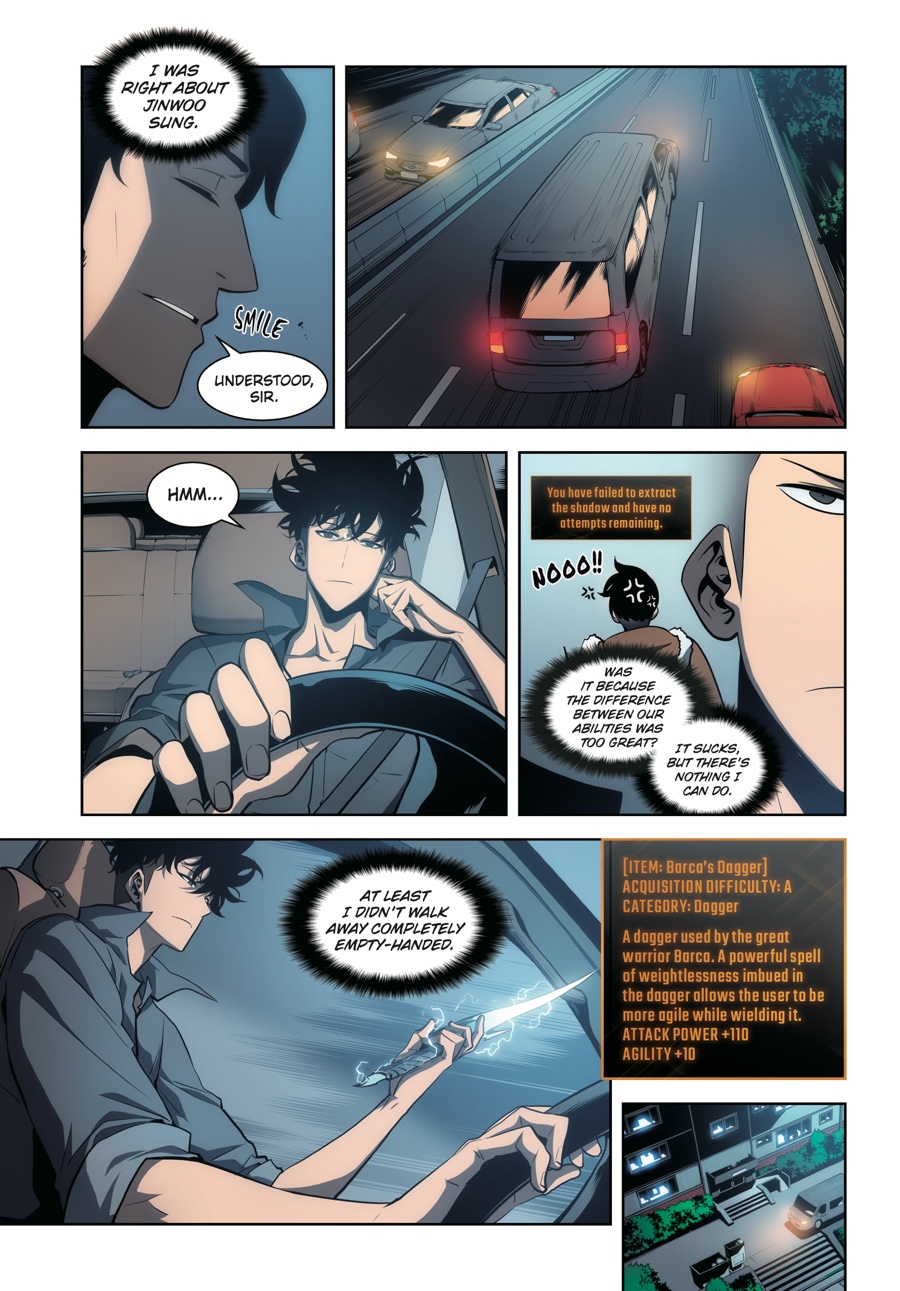 I WAS
RIGHT ABOUT
JINWOO
SUNG.
SMILE
UNDERSTOOD,
SIR.
HMM...
You have failed to extract
the shadow and have no
attempts remaining.
NOOO!!
WAS
IT BECAUSE
THE DIFFERENCE
BETWEEN OUR
ABILITIES WAS
TOO GREAT?
IT SUCKS,
BUT THERE'S
NOTHING I
CAN DO.
AT LEAST
I DIDN'T WALK
AWAY COMPLETELY
EMPTY-HANDED.
[ITEM: Barca's Dagger]
ACQUISITION DIFFICULTY: A
CATEGORY: Dagger
A dagger used by the great
warrior Barca. A powerful spell
of weightlessness imbued in
the dagger allows the user to be
more agile while wielding it.
ATTACK POWER +110
AGILITY +10